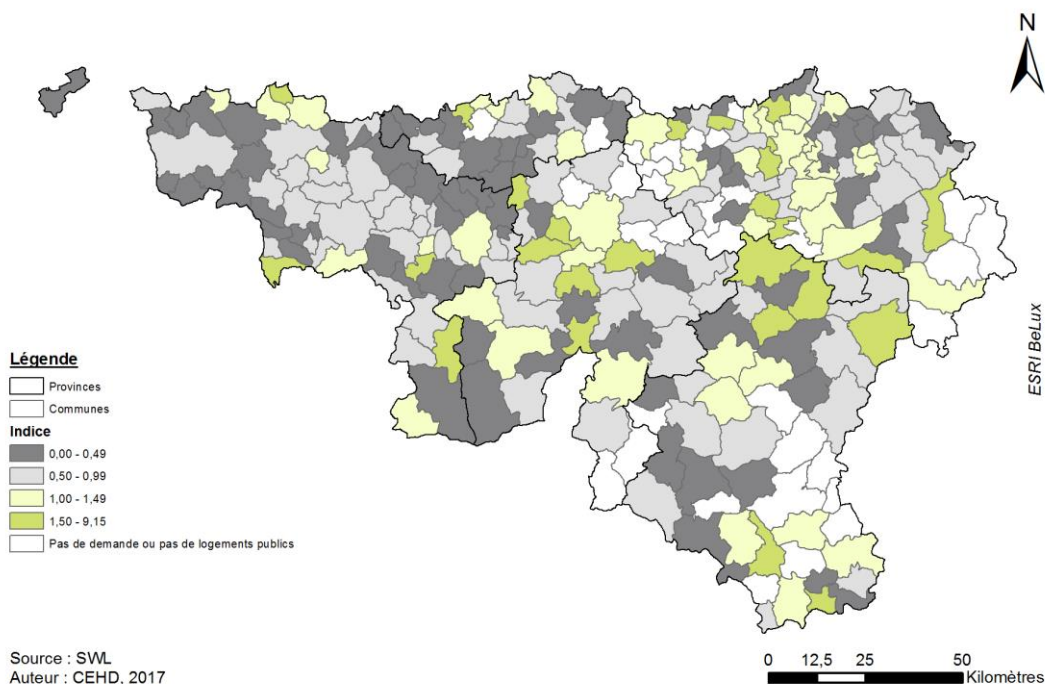 N
ESRI BeLux
Légende
Provinces
Communes
Indice
0,00 - 0,49
0,50 - 0,99
1,00 - 1,49
1,50 - 9,15
Pas de demande ou pas de logements publics
Source : SWL
Auteur : CEHD, 2017
0 12,5 25 50
Kilomètres